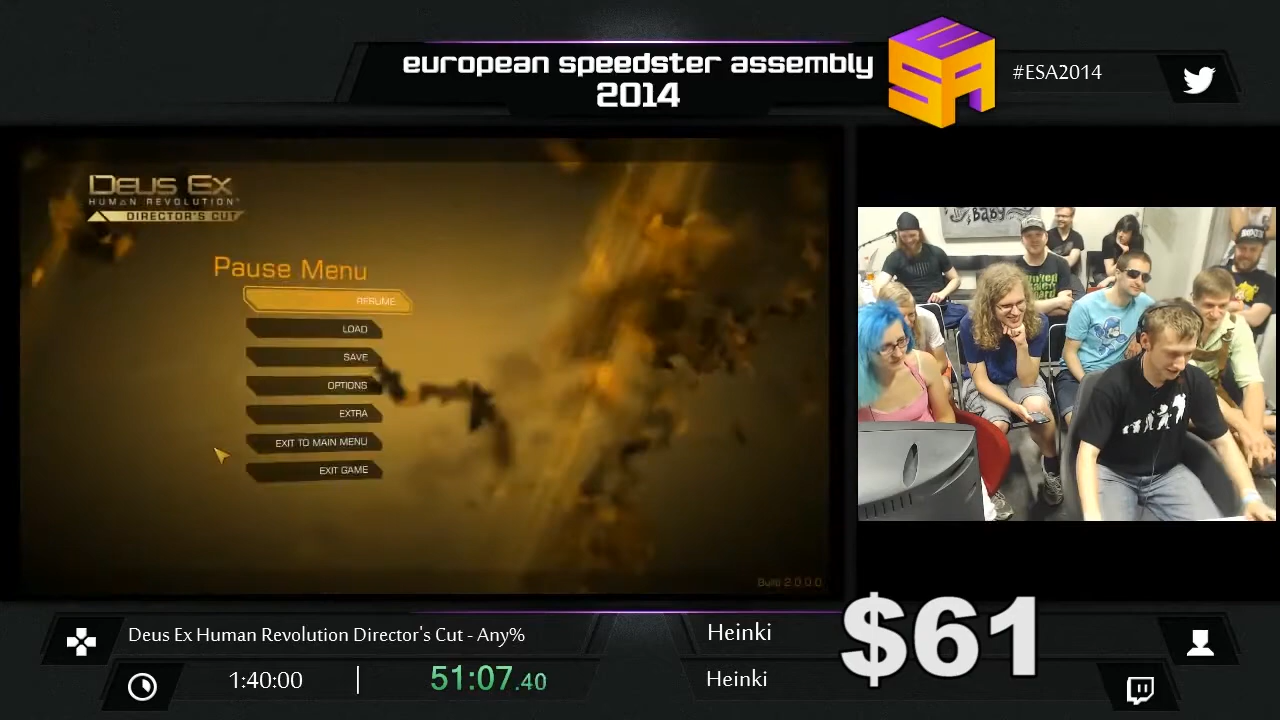 european speedster assembly
2014
#ESA2014
DEUS EX
HUMAN REVOLUTION
DIRECTOR'S CUT
Pause Menu
RESUME
LOAD
SAVE
OPTIONS
EXTRA
EXIT TO MAIN MENU
EXIT GAME
Build 2.0.0.0
BABY
Deus Ex Human Revolution Director's Cut - Any%
1:40:00
51:07.40
Heinki
Heinki
$61